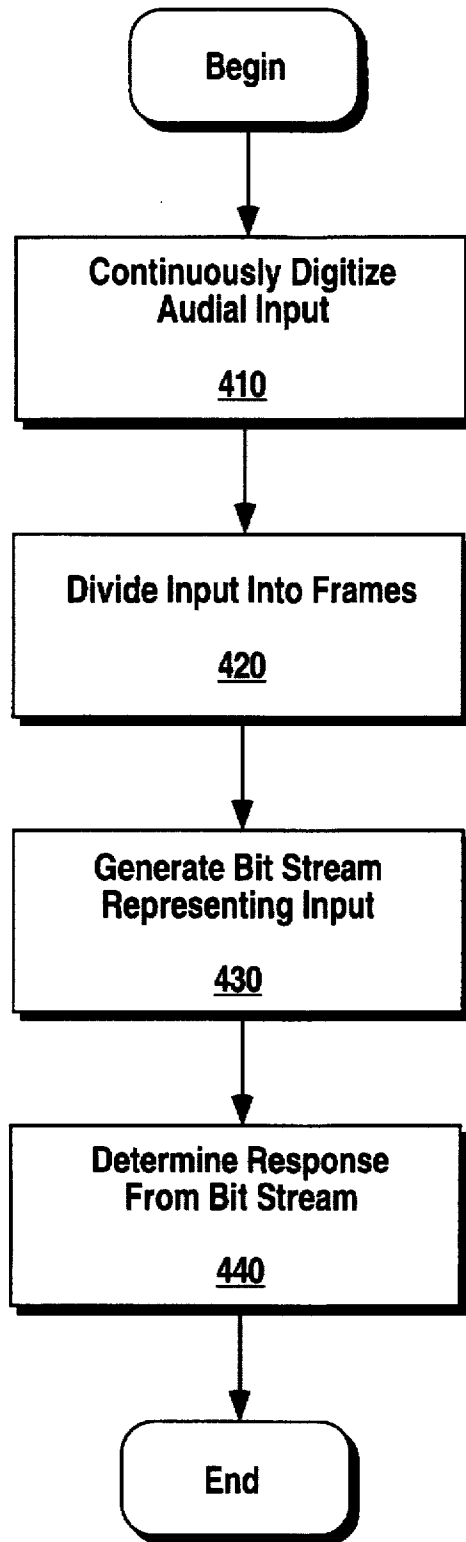 Begin
Continuously Digitize
Audial Input
410
Divide Input Into Frames
420
Generate Bit Stream
Representing Input
430
Determine Response
From Bit Stream
440
End